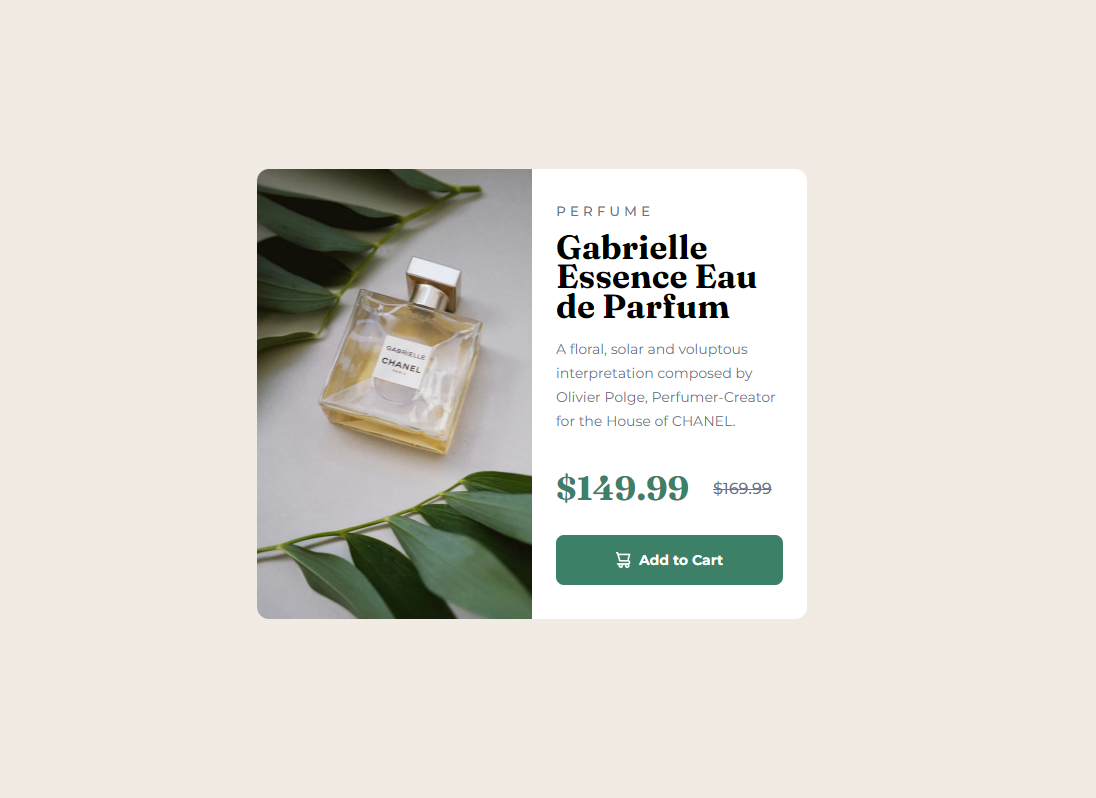 GABRIELLE
CHANEL
PARIS
PERFUME
Gabrielle
Essence Eau
de Parfum
A floral, solar and voluptous
interpretation composed by
Olivier Polge, Perfumer-Creator
for the House of CHANEL.
$149.99 $169.99
Add to Cart